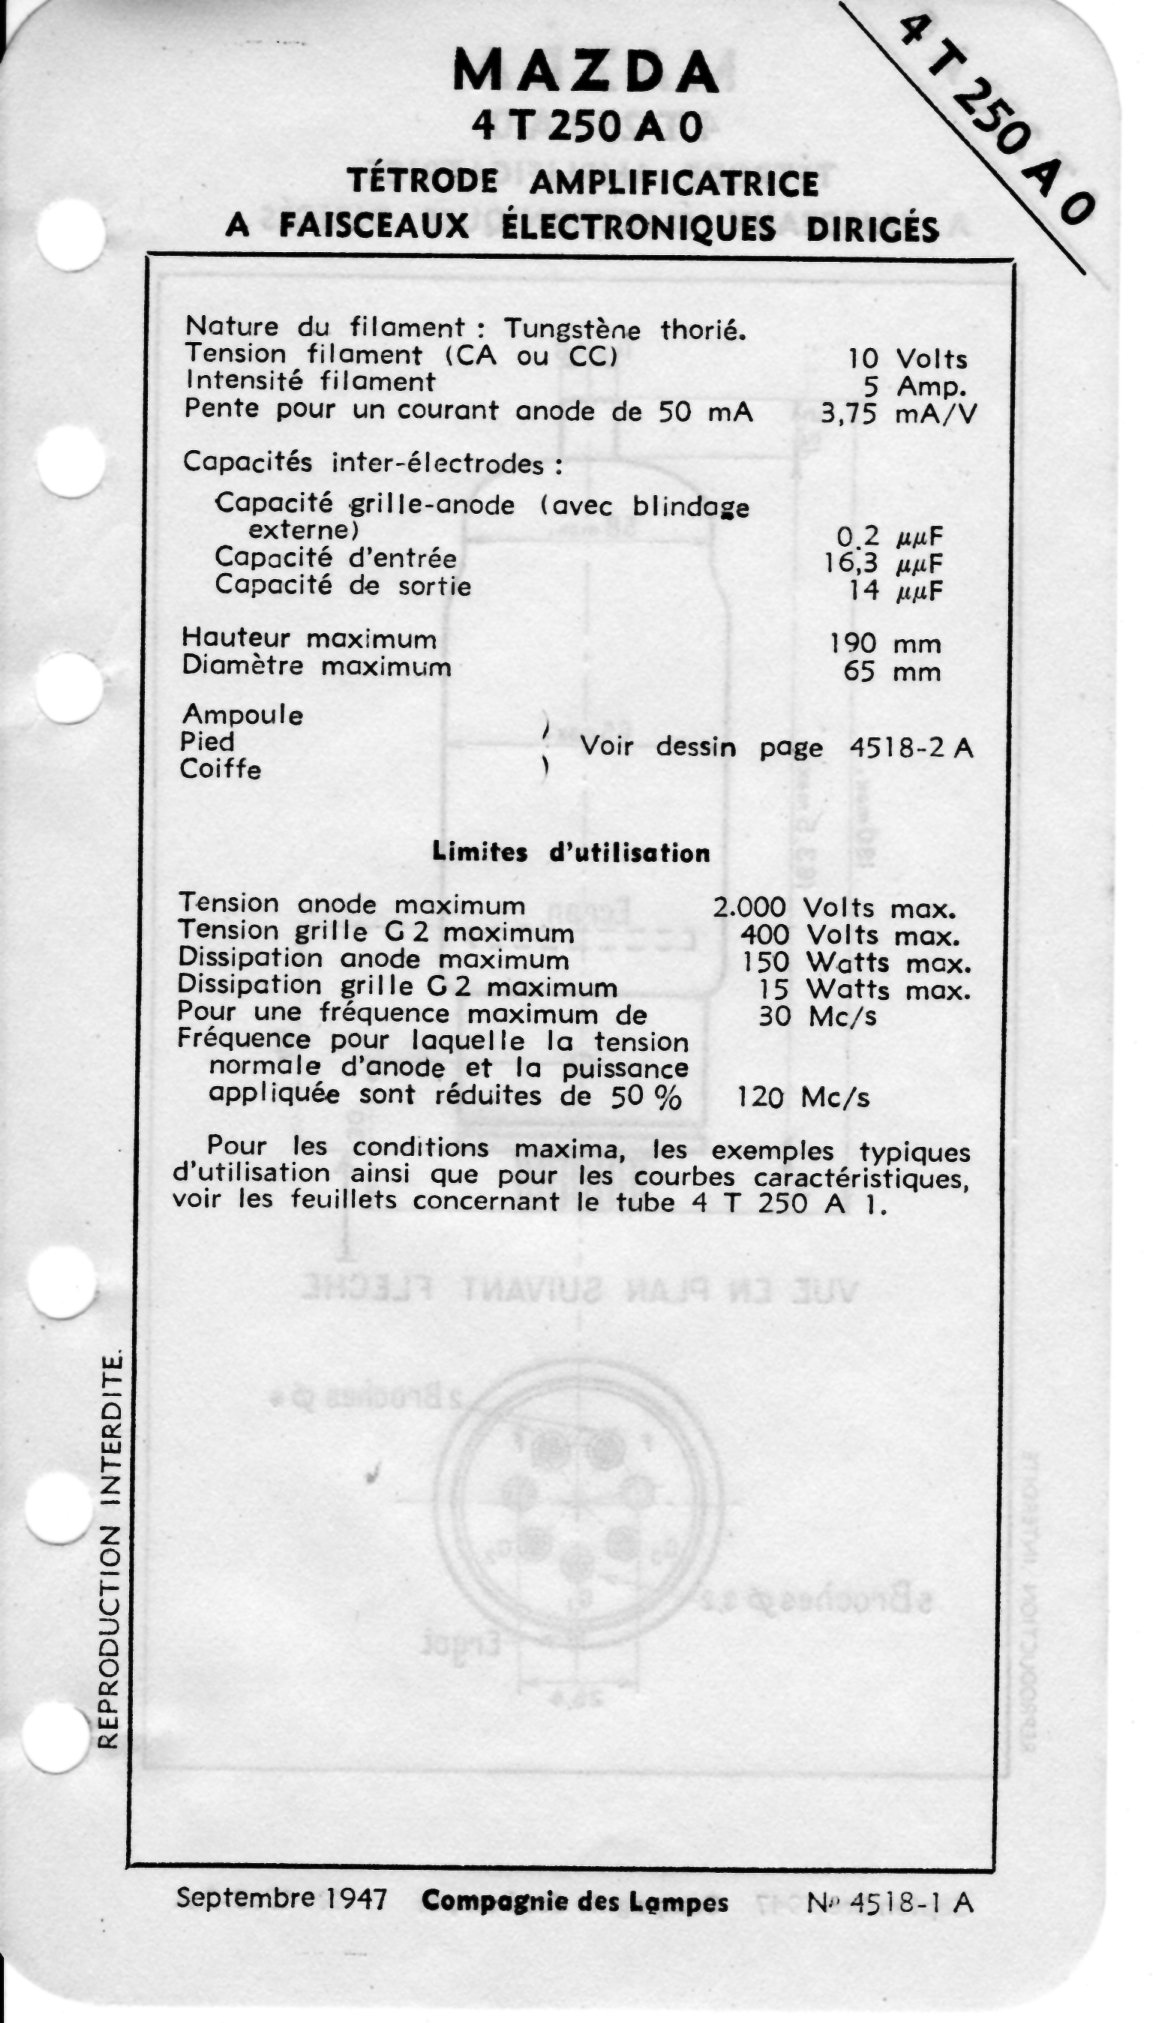 4 T 250 A 0
MAZDA
4 T 250 A 0
TÉTRODE AMPLIFICATRICE
A FAISCEAUX ÉLECTRONIQUES DIRIGÉS
Nature du filament : Tungstène thorié.
Tension filament (CA ou CC) 10 Volts
Intensité filament 5 Amp.
Pente pour un courant anode de 50 mA 3,75 mA/V
Capacités inter-électrodes :
Capacité grille-anode (avec blindage
externe) 0.2 μμF
Capacité d'entrée 16,3 μμF
Capacité de sortie 14 μμF
Hauteur maximum 190 mm
Diamètre maximum 65 mm
Ampoule
Pied Voir dessin page 4518-2 A
Coiffe
Limites d'utilisation
Tension anode maximum 2.000 Volts max.
Tension grille G 2 maximum 400 Volts max.
Dissipation anode maximum 150 Watts max.
Dissipation grille G 2 maximum 15 Watts max.
Pour une fréquence maximum de 30 Mc/s
Fréquence pour laquelle la tension
normale d'anode et la puissance
appliquée sont réduites de 50 % 120 Mc/s
Pour les conditions maxima, les exemples typiques
d'utilisation ainsi que pour les courbes caractéristiques,
voir les feuillets concernant le tube 4 T 250 A 1.
REPRODUCTION INTERDITE.
Septembre 1947 Compagnie des Lampes No 4518-1 A